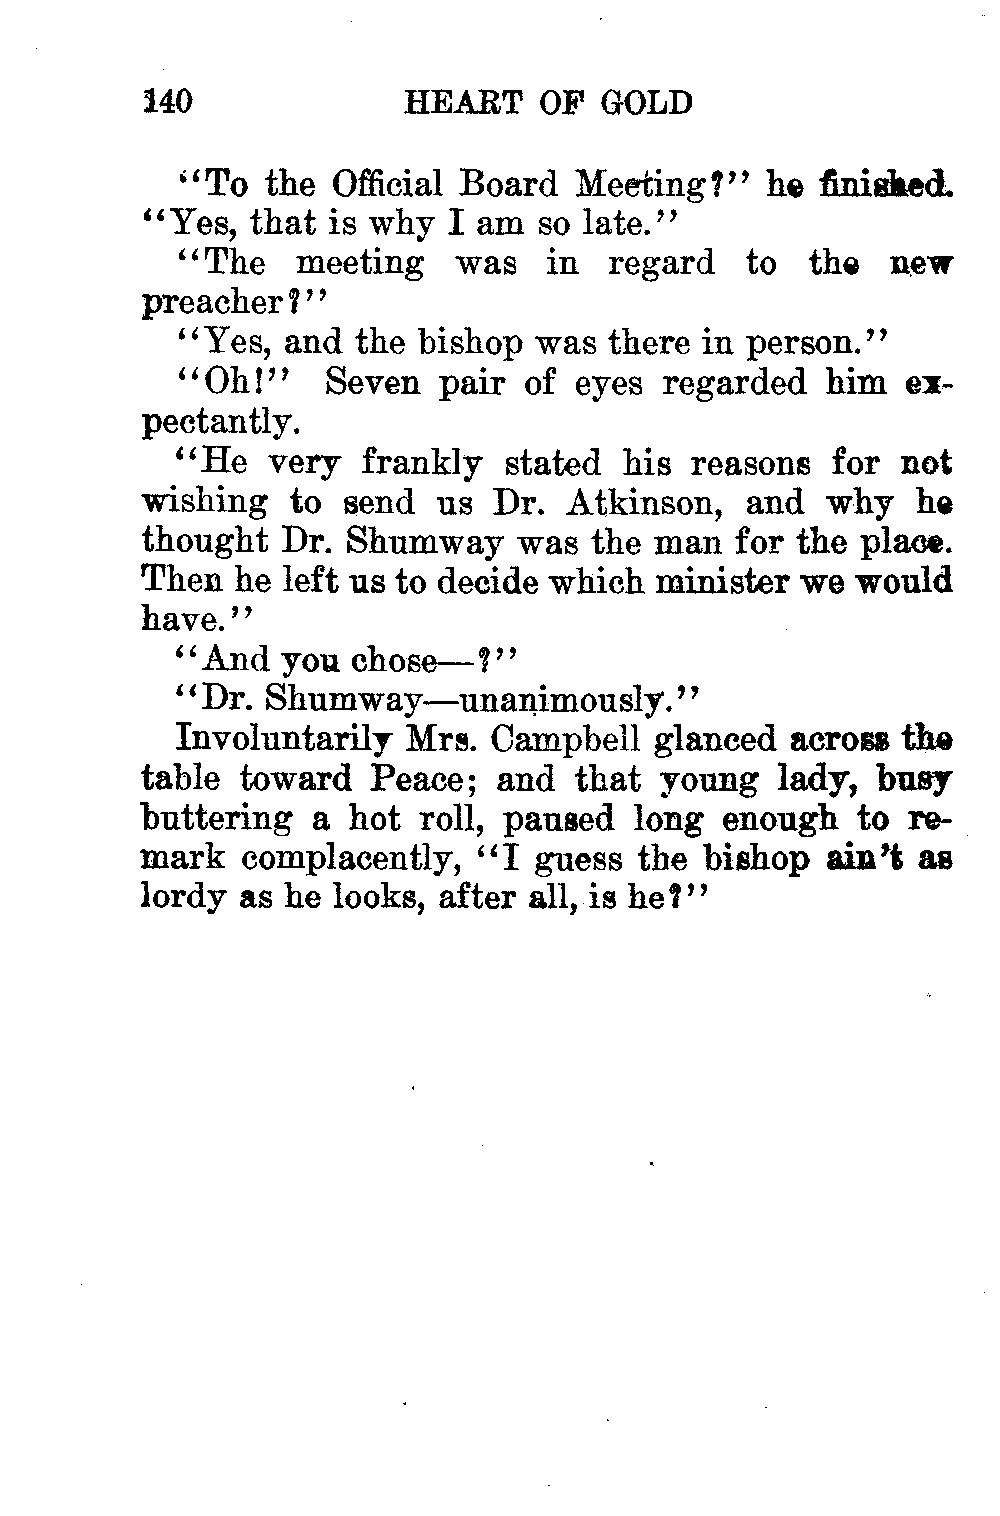 140 HEART OF GOLD
"To the Official Board Meeting?" he finished.
"Yes, that is why I am so late."
"The meeting was in regard to the new
preacher?"
"Yes, and the bishop was there in person."
"Oh!" Seven pair of eyes regarded him ex-
pectantly.
"He very frankly stated his reasons for not
wishing to send us Dr. Atkinson, and why he
thought Dr. Shumway was the man for the place.
Then he left us to decide which minister we would
have."
"And you chose—?"
"Dr. Shumway—unanimously."
Involuntarily Mrs. Campbell glanced across the
table toward Peace; and that young lady, busy
buttering a hot roll, paused long enough to re-
mark complacently, "I guess the bishop ain't as
lordy as he looks, after all, is he?"